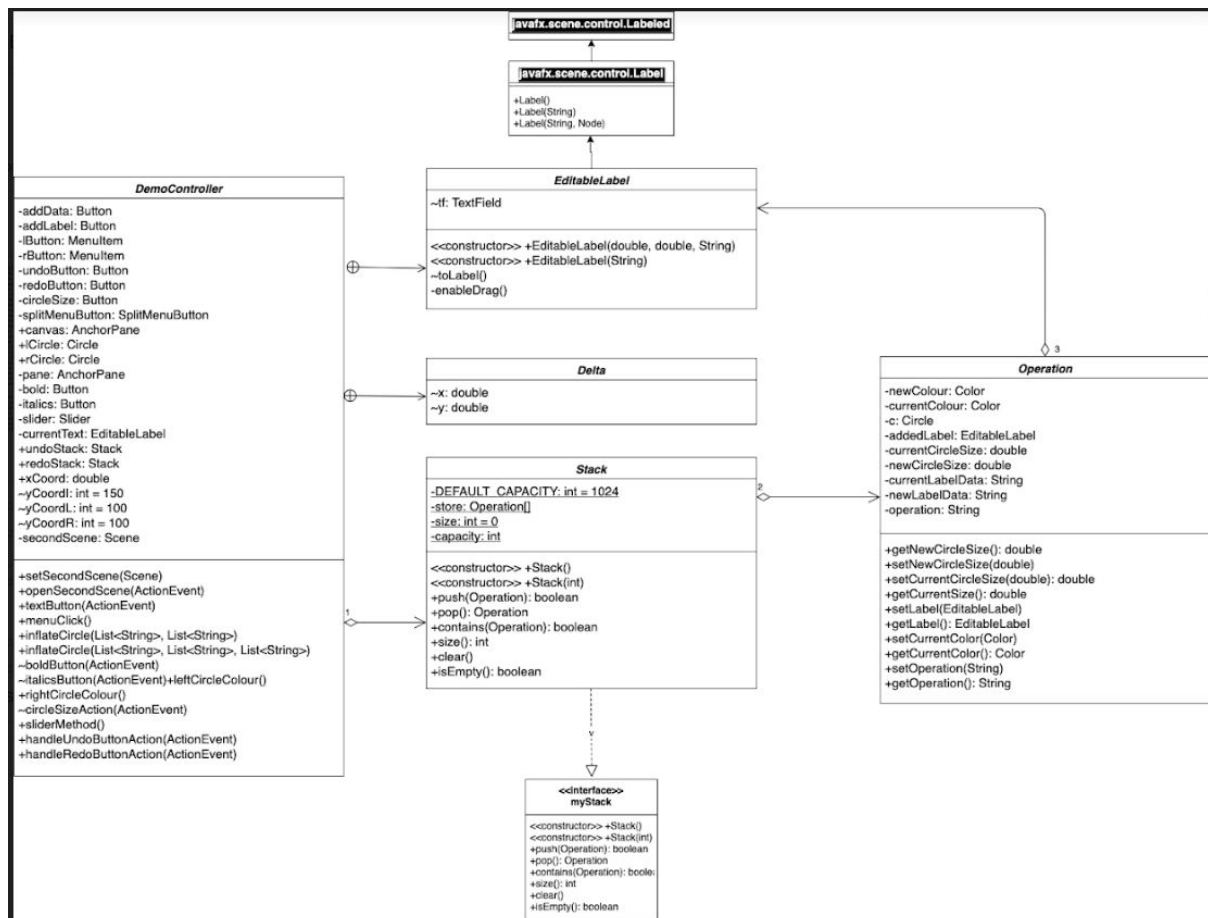 javafx.scene.control.Labeled
javafx.scene.control.Label
+Label()
+Label(String)
+Label(String, Node)
DemoController
-addData: Button
-addLabel: Button
-lButton: MenuItem
-rButton: MenuItem
-undoButton: Button
-redoButton: Button
-circleSize: Button
-splitMenuButton: SplitMenuButton
+canvas: AnchorPane
+lCircle: Circle
+rCircle: Circle
-pane: AnchorPane
-bold: Button
-italics: Button
-slider: Slider
-currentText: EditableLabel
+undoStack: Stack
+redoStack: Stack
+xCoord: double
~yCoordl: int = 150
~yCoordL: int = 100
~yCoordR: int = 100
-secondScene: Scene
+setSecondScene(Scene)
+openSecondScene(ActionEvent)
+textButton(ActionEvent)
+menuClick()
+inflateCircle(List<String>, List<String>)
+inflateCircle(List<String>, List<String>, List<String>)
~boldButton(ActionEvent)
~italicsButton(ActionEvent)+leftCircleColour()
+rightCircleColour()
~circleSizeAction(ActionEvent)
+sliderMethod()
+handleUndoButtonAction(ActionEvent)
+handleRedoButtonAction(ActionEvent)
EditableLabel
~tf: TextField
<<constructor>> +EditableLabel(double, double, String)
<<constructor>> +EditableLabel(String)
~toLabel()
-enableDrag()
Delta
~x: double
~y: double
1
Stack
-DEFAULT_CAPACITY: int = 1024
-store: Operation[]
-size: int = 0
-capacity: int
<<constructor>> +Stack()
<<constructor>> +Stack(int)
+push(Operation): boolean
+pop(): Operation
+contains(Operation): boolean
+size(): int
+clear()
+isEmpty(): boolean
2
3
Operation
-newColour: Color
-currentColour: Color
-c: Circle
-addedLabel: EditableLabel
-currentCircleSize: double
-newCircleSize: double
-currentLabelData: String
-newLabelData: String
-operation: String
+getNewCircleSize(): double
+setNewCircleSize(double)
+setCurrentCircleSize(double): double
+getCurrentSize(): double
+setLabel(EditableLabel)
+getLabel(): EditableLabel
+setCurrentColor(Color)
+getCurrentColor(): Color
+setOperation(String)
+getOperation(): String
v
<<interface>>
myStack
<<constructor>> +Stack()
<<constructor>> +Stack(int)
+push(Operation): boolean
+pop(): Operation
+contains(Operation): boole
+size(): int
+clear()
+isEmpty(): boolean